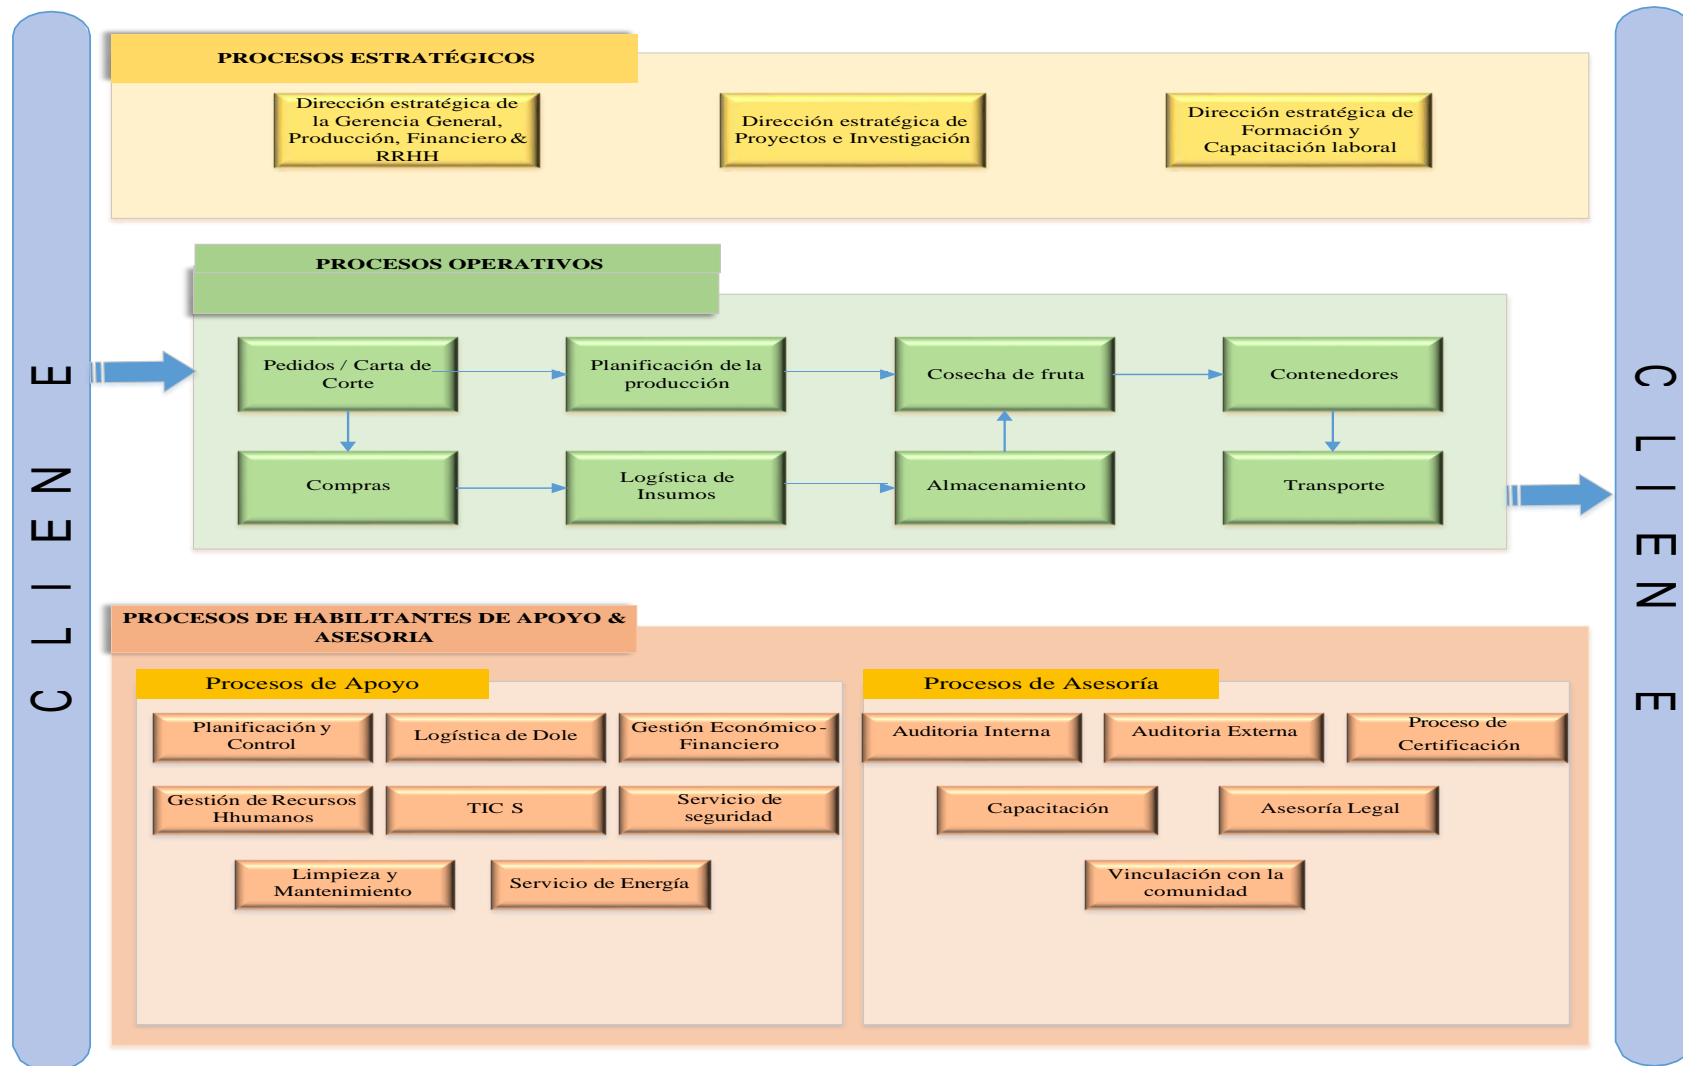 PROCESOS ESTRATÉGICOS
Dirección estratégica de
la Gerencia General,
Producción, Financiero &
RRHH
Dirección estratégica de
Proyectos e Investigación
Dirección estratégica de
Formación y
Capacitación laboral
PROCESOS OPERATIVOS
Pedidos / Carta de
Corte
Planificación de la
producción
Cosecha de fruta
Contenedores
Compras
Logística de
Insumos
Almacenamiento
Transporte
PROCESOS DE HABILITANTES DE APOYO &
ASESORIA
Procesos de Apoyo
Planificación y
Control
Logística de Dole
Gestión Económico -
Financiero
Gestión de Recursos
Hhumanos
TIC S
Servicio de
seguridad
Limpieza y
Mantenimiento
Servicio de Energía
Procesos de Asesoría
Auditoria Interna
Auditoria Externa
Proceso de
Certificación
Capacitación
Asesoría Legal
Vinculación con la
comunidad
C L I E N E
C L I E N E